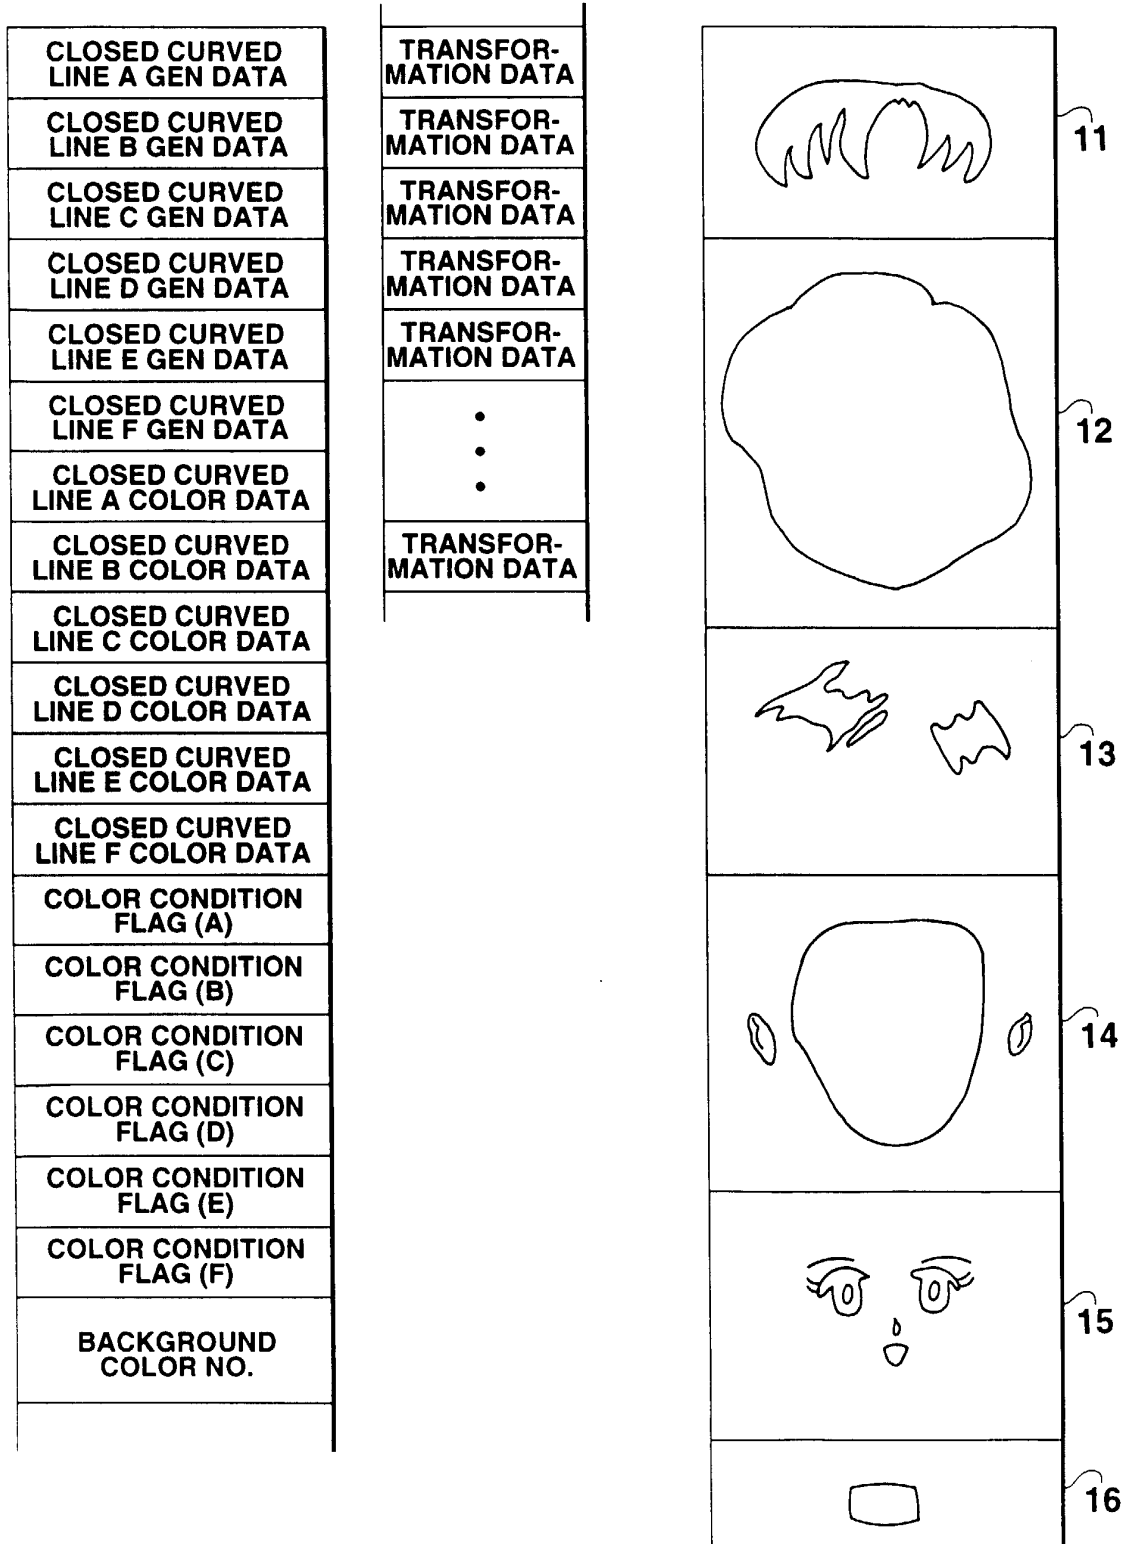 CLOSED CURVED
LINE A GEN DATA
CLOSED CURVED
LINE B GEN DATA
CLOSED CURVED
LINE C GEN DATA
CLOSED CURVED
LINE D GEN DATA
CLOSED CURVED
LINE E GEN DATA
CLOSED CURVED
LINE F GEN DATA
CLOSED CURVED
LINE A COLOR DATA
CLOSED CURVED
LINE B COLOR DATA
CLOSED CURVED
LINE C COLOR DATA
CLOSED CURVED
LINE D COLOR DATA
CLOSED CURVED
LINE E COLOR DATA
CLOSED CURVED
LINE F COLOR DATA
COLOR CONDITION
FLAG (A)
COLOR CONDITION
FLAG (B)
COLOR CONDITION
FLAG (C)
COLOR CONDITION
FLAG (D)
COLOR CONDITION
FLAG (E)
COLOR CONDITION
FLAG (F)
BACKGROUND
COLOR NO.
TRANSFOR-
MATION DATA
TRANSFOR-
MATION DATA
TRANSFOR-
MATION DATA
TRANSFOR-
MATION DATA
TRANSFOR-
MATION DATA
TRANSFOR-
MATION DATA
11
12
13
14
15
16